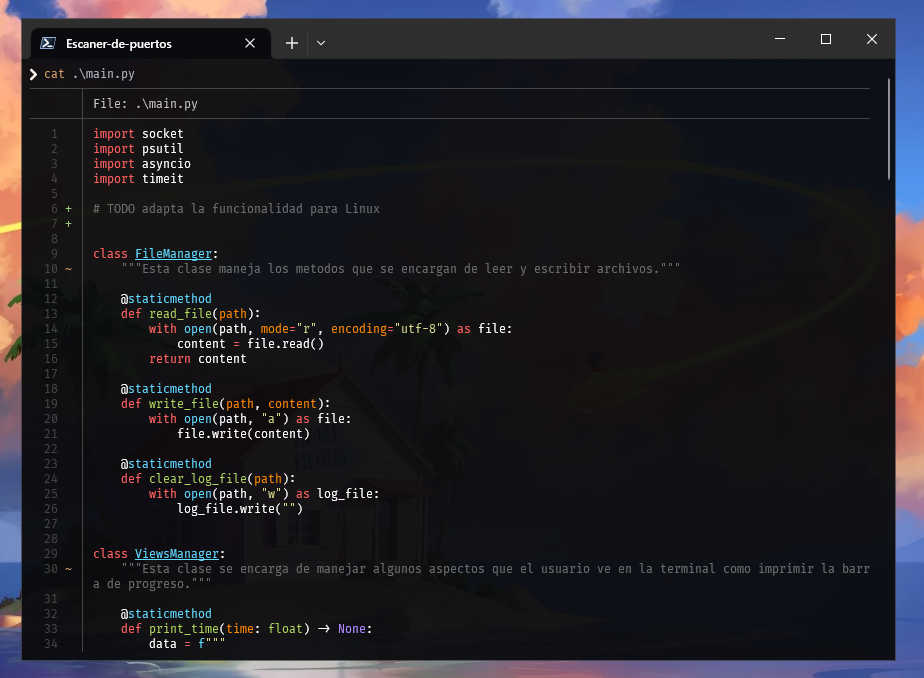 Escaner-de-puertos
cat .\main.py
File: .\main.py
1 import socket
2 import psutil
3 import asyncio
4 import timeit
5
6 + # TODO adapta la funcionalidad para Linux
7 +
8
9 class FileManager:
10 ~ """Esta clase maneja los metodos que se encargan de leer y escribir archivos."""
11
12 @staticmethod
13 def read_file(path):
14 with open(path, mode="r", encoding="utf-8") as file:
15 content = file.read()
16 return content
17
18 @staticmethod
19 def write_file(path, content):
20 with open(path, "a") as file:
21 file.write(content)
22
23 @staticmethod
24 def clear_log_file(path):
25 with open(path, "w") as log_file:
26 log_file.write("")
27
28
29 class ViewsManager:
30 ~ """Esta clase se encarga de manejar algunos aspectos que el usuario ve en la terminal como imprimir la barr
a de progreso."""
31
32 @staticmethod
33 def print_time(time: float) -> None:
34 data = f"""